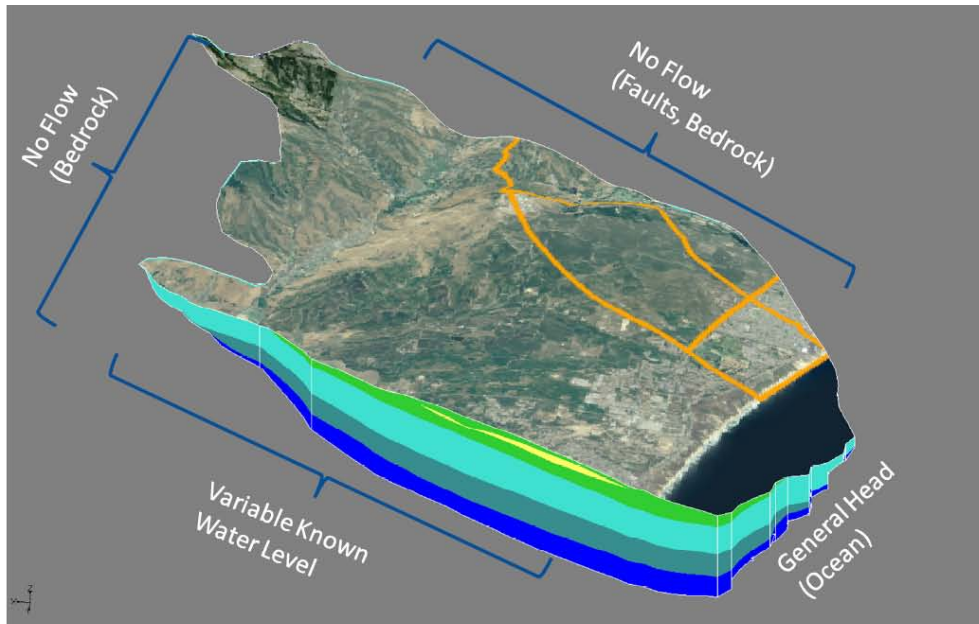 No Flow
(Bedrock)
No Flow
(Faults, Bedrock)
Variable Known
Water Level
General Head
(Ocean)